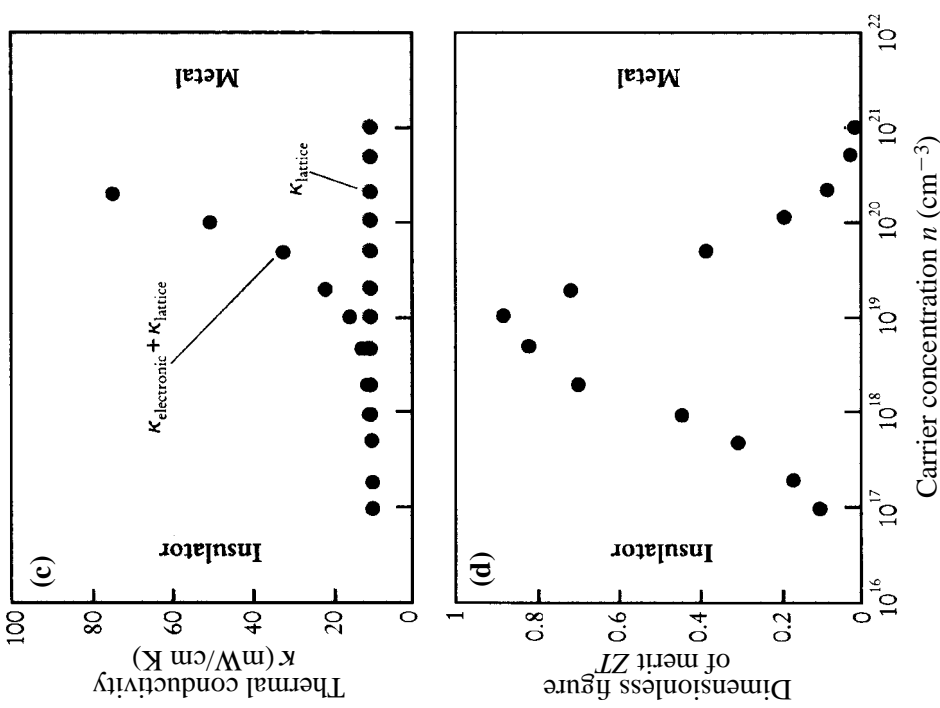 (c)
Thermal conductivity
κ (mW/cm K)
100
80
60
40
20
0
Insulator
Metal
κelectronic + κlattice
κlattice
(d)
Dimensionless figure
of merit ZT
1
0.8
0.6
0.4
0.2
0
Insulator
Metal
10^16
10^17
10^18
10^19
10^20
10^21
10^22
Carrier concentration n (cm−3)